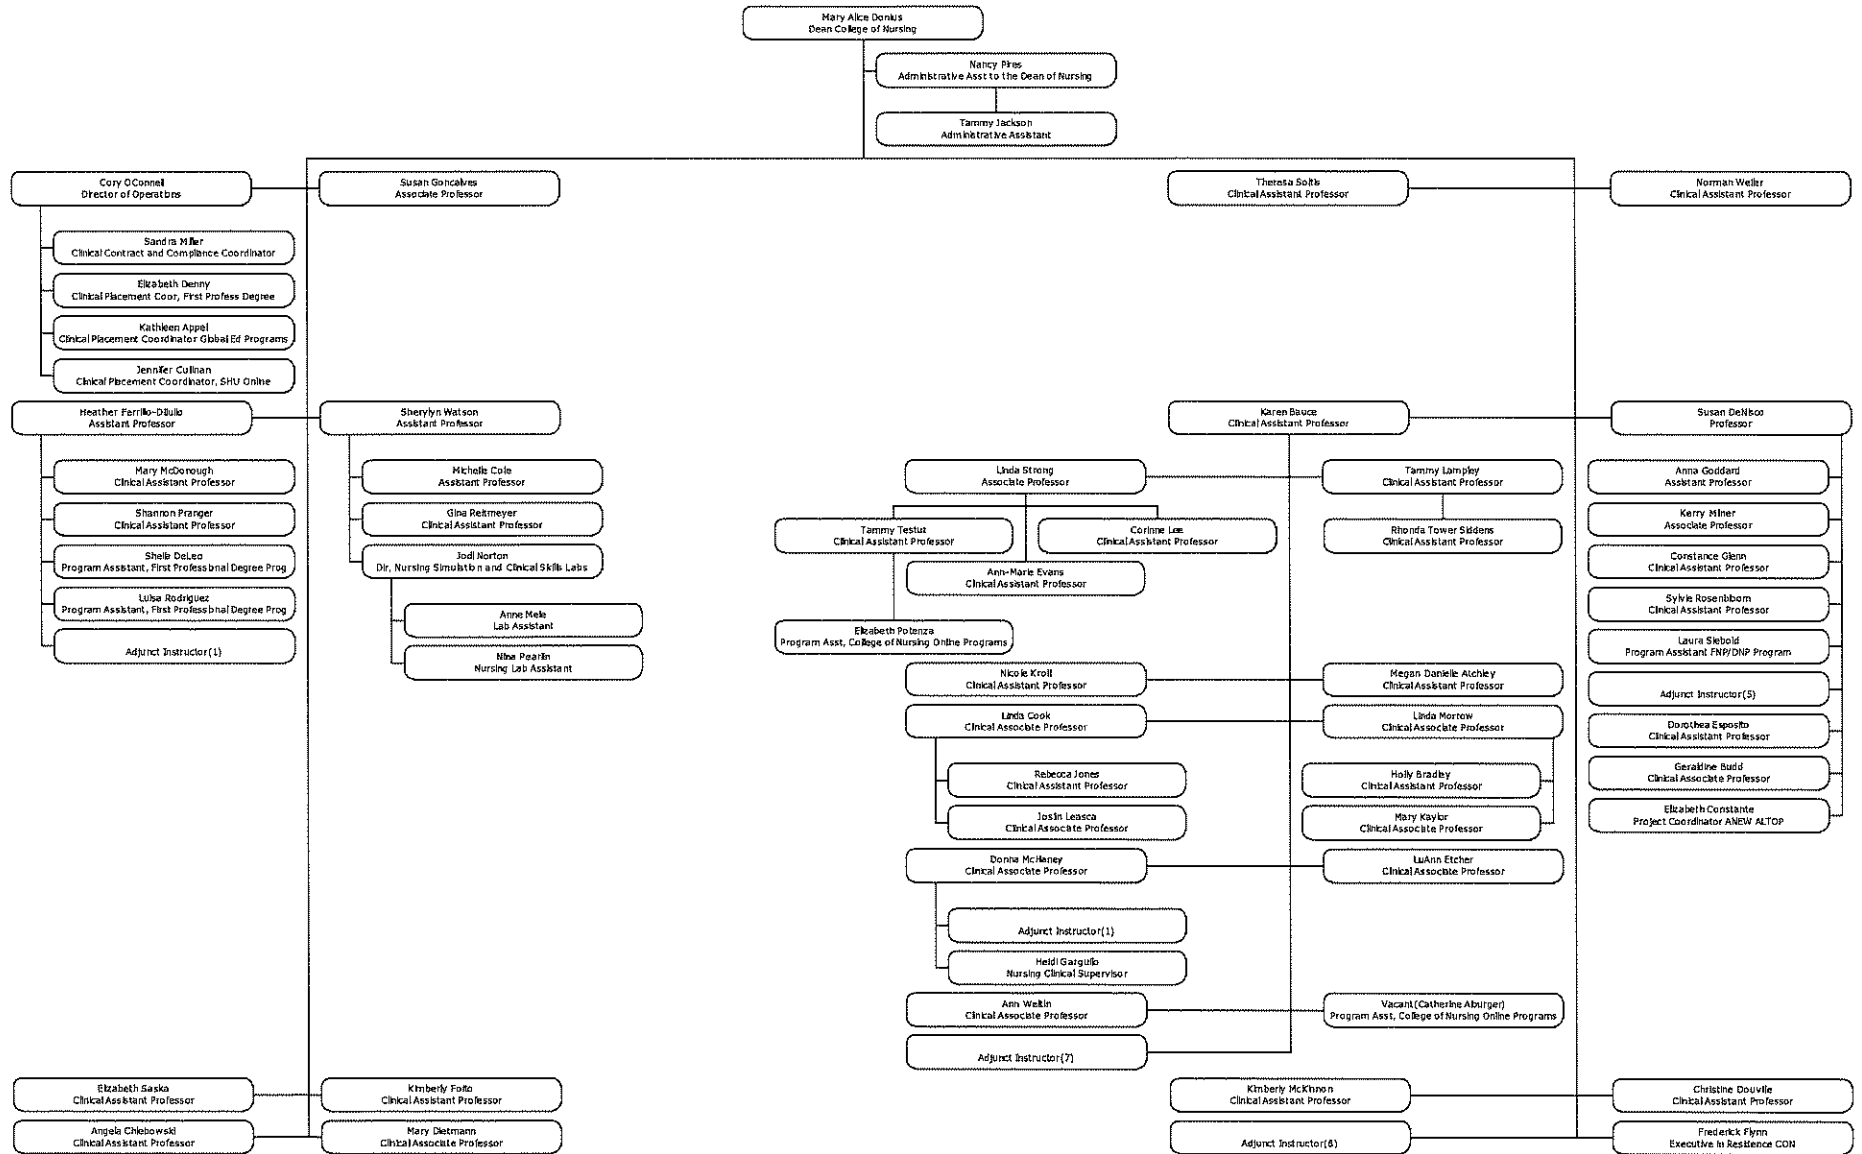 Mary Alice Donius
Dean College of Nursing
Nancy Pires
Administrative Asst to the Dean of Nursing
Tammy Jackson
Administrative Assistant
Cory OConnell
Director of Operations
Susan Goncalves
Associate Professor
Theresa Soltis
Clinical Assistant Professor
Norman Weiler
Clinical Assistant Professor
Sandra Miller
Clinical Contract and Compliance Coordinator
Elizabeth Denny
Clinical Placement Coor, First Profess Degree
Kathleen Appel
Clinical Placement Coordinator Global Ed Programs
Jennifer Cullinan
Clinical Placement Coordinator, SHU Online
Heather Ferrillo-DiIulio
Assistant Professor
Sherylyn Watson
Assistant Professor
Karen Bauce
Clinical Assistant Professor
Susan DeNisco
Professor
Mary McDonough
Clinical Assistant Professor
Shannon Pranger
Clinical Assistant Professor
Sheila DeLeo
Program Assistant, First Professional Degree Prog
Luisa Rodriguez
Program Assistant, First Professional Degree Prog
Adjunct Instructor(1)
Michelle Cole
Assistant Professor
Gina Reitmeyer
Clinical Assistant Professor
Jodi Norton
Dir, Nursing Simulation and Clinical Skills Labs
Anne Mele
Lab Assistant
Nina Pearlin
Nursing Lab Assistant
Linda Strong
Associate Professor
Tammy Lampley
Clinical Assistant Professor
Tammy Testut
Clinical Assistant Professor
Corinne Lee
Clinical Assistant Professor
Rhonda Tower Siddens
Clinical Assistant Professor
Ann-Marie Evans
Clinical Assistant Professor
Elizabeth Potenza
Program Asst, College of Nursing Online Programs
Nicole Kroll
Clinical Assistant Professor
Megan Danielle Atchley
Clinical Assistant Professor
Linda Cook
Clinical Associate Professor
Linda Morrow
Clinical Associate Professor
Rebecca Jones
Clinical Assistant Professor
Holly Bradley
Clinical Assistant Professor
Josiln Leasca
Clinical Associate Professor
Mary Kaylor
Clinical Associate Professor
Donna McHaney
Clinical Associate Professor
LuAnn Etcher
Clinical Associate Professor
Adjunct Instructor(1)
Heidi Gargulio
Nursing Clinical Supervisor
Ann Weltin
Clinical Associate Professor
Vacant(Catherine Aburger)
Program Asst, College of Nursing Online Programs
Adjunct Instructor(7)
Anna Goddard
Assistant Professor
Kerry Milner
Associate Professor
Constance Glenn
Clinical Assistant Professor
Sylvie Rosenbloom
Clinical Assistant Professor
Laura Siebold
Program Assistant FNP/DNP Program
Adjunct Instructor(5)
Dorothea Esposito
Clinical Assistant Professor
Geraldine Budd
Clinical Associate Professor
Elizabeth Constante
Project Coordinator ANEW ALTOP
Elizabeth Saska
Clinical Assistant Professor
Kimberly Foito
Clinical Assistant Professor
Kimberly McKinnon
Clinical Assistant Professor
Christine Douville
Clinical Assistant Professor
Angela Chlebowski
Clinical Assistant Professor
Mary Dietmann
Clinical Associate Professor
Adjunct Instructor(6)
Frederick Flynn
Executive in Residence CON